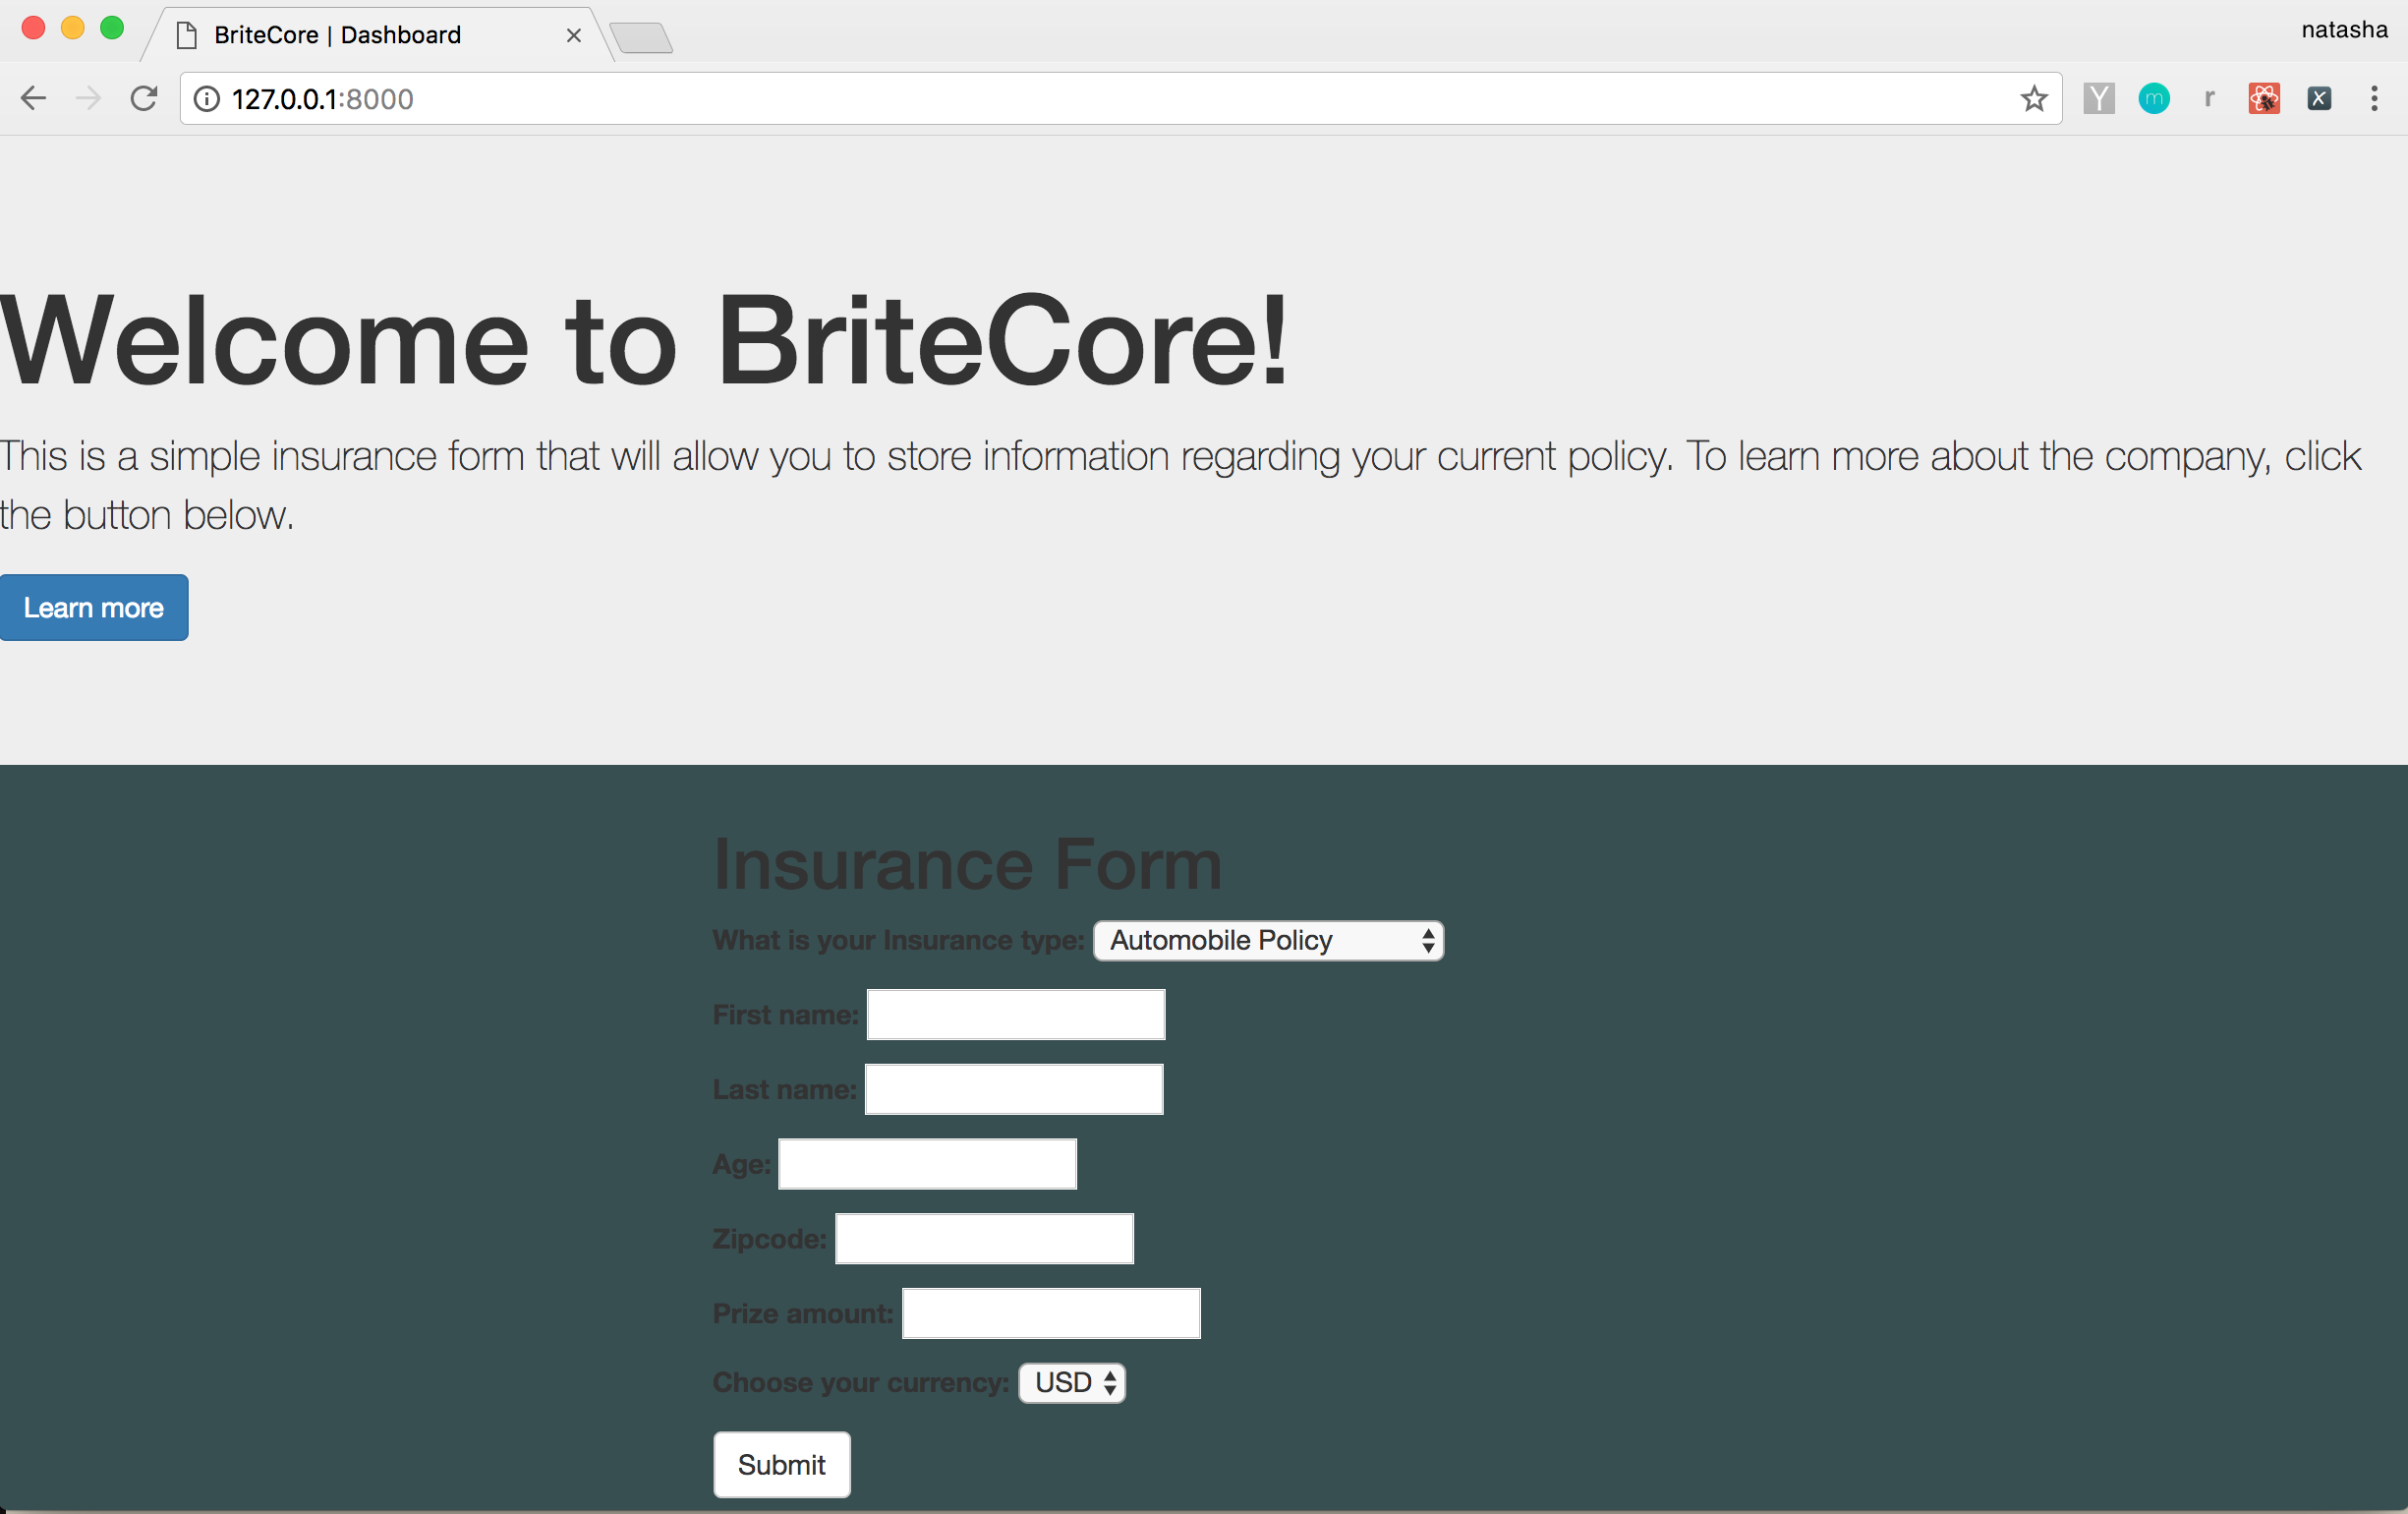 BriteCore | Dashboard
natasha
127.0.0.1:8000
Y
m
r
X
Welcome to BriteCore!
This is a simple insurance form that will allow you to store information regarding your current policy. To learn more about the company, click
the button below.
Learn more
Insurance Form
What is your Insurance type: Automobile Policy
First name:
Last name:
Age:
Zipcode:
Prize amount:
Choose your currency: USD
Submit